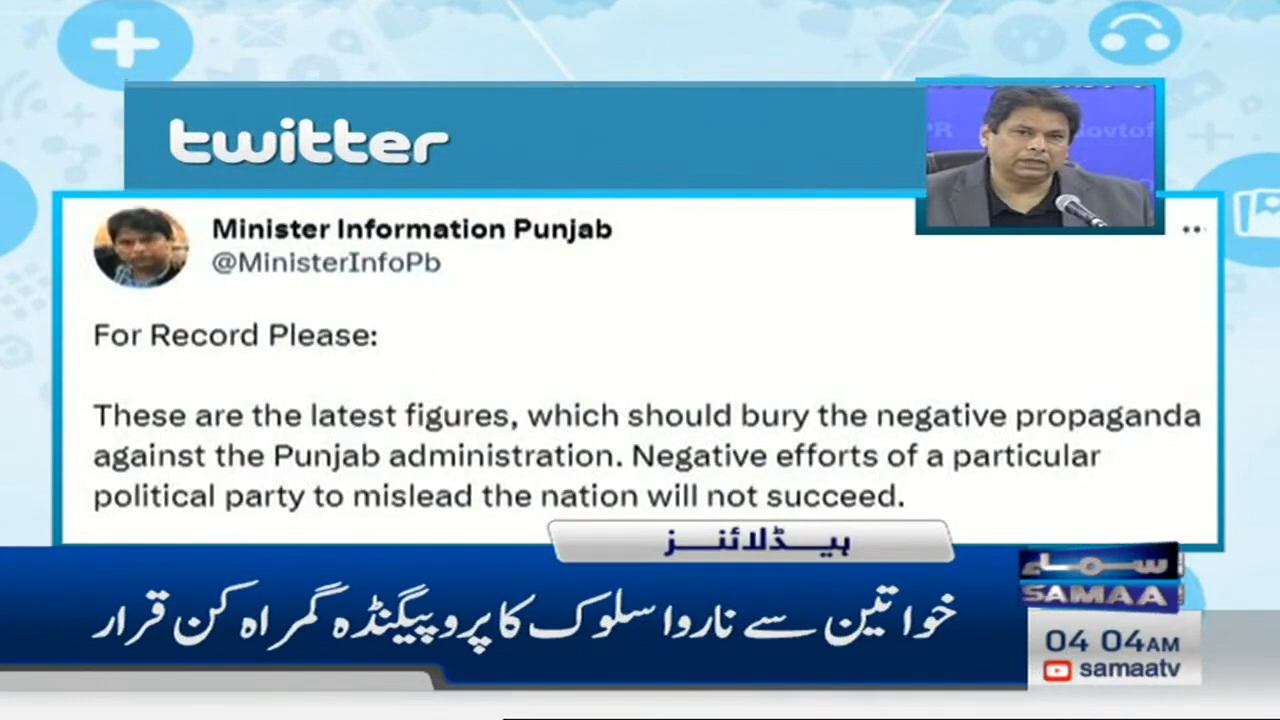 twitter
Minister Information Punjab
@MinisterInfoPb
For Record Please:
These are the latest figures, which should bury the negative propaganda
against the Punjab administration. Negative efforts of a particular
political party to mislead the nation will not succeed.
ہیڈلائنز
خواتین سے ناروا سلوک کا پروپیگنڈہ گمراہ کن قرار
سماء
SAMAA
04 04AM
samaatv